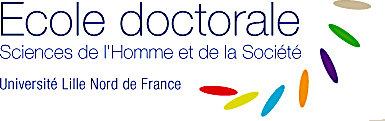 Ecole doctorale
Sciences de l'Homme et de la Société
Université Lille Nord de France